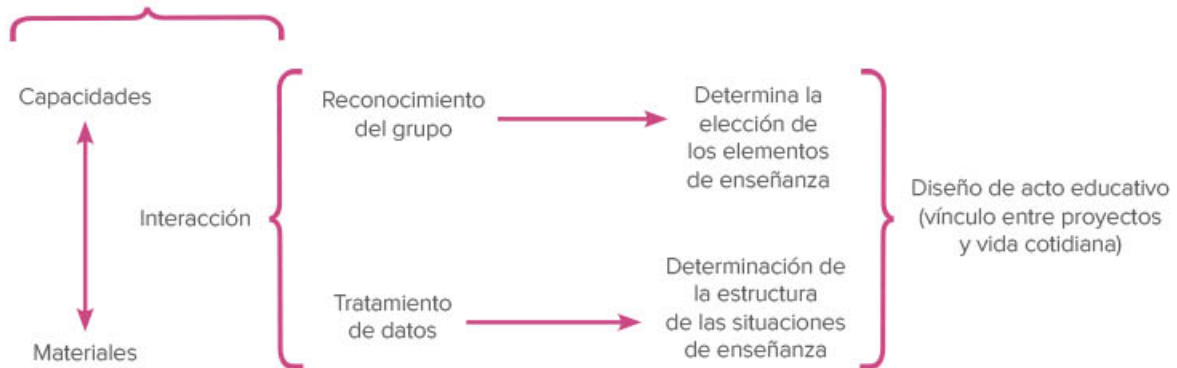 Capacidades
Materiales
Interacción
Reconocimiento
del grupo
Determina la
elección de
los elementos
de enseñanza
Tratamiento
de datos
Determinación de
la estructura
de las situaciones
de enseñanza
Diseño de acto educativo
(vínculo entre proyectos
y vida cotidiana)